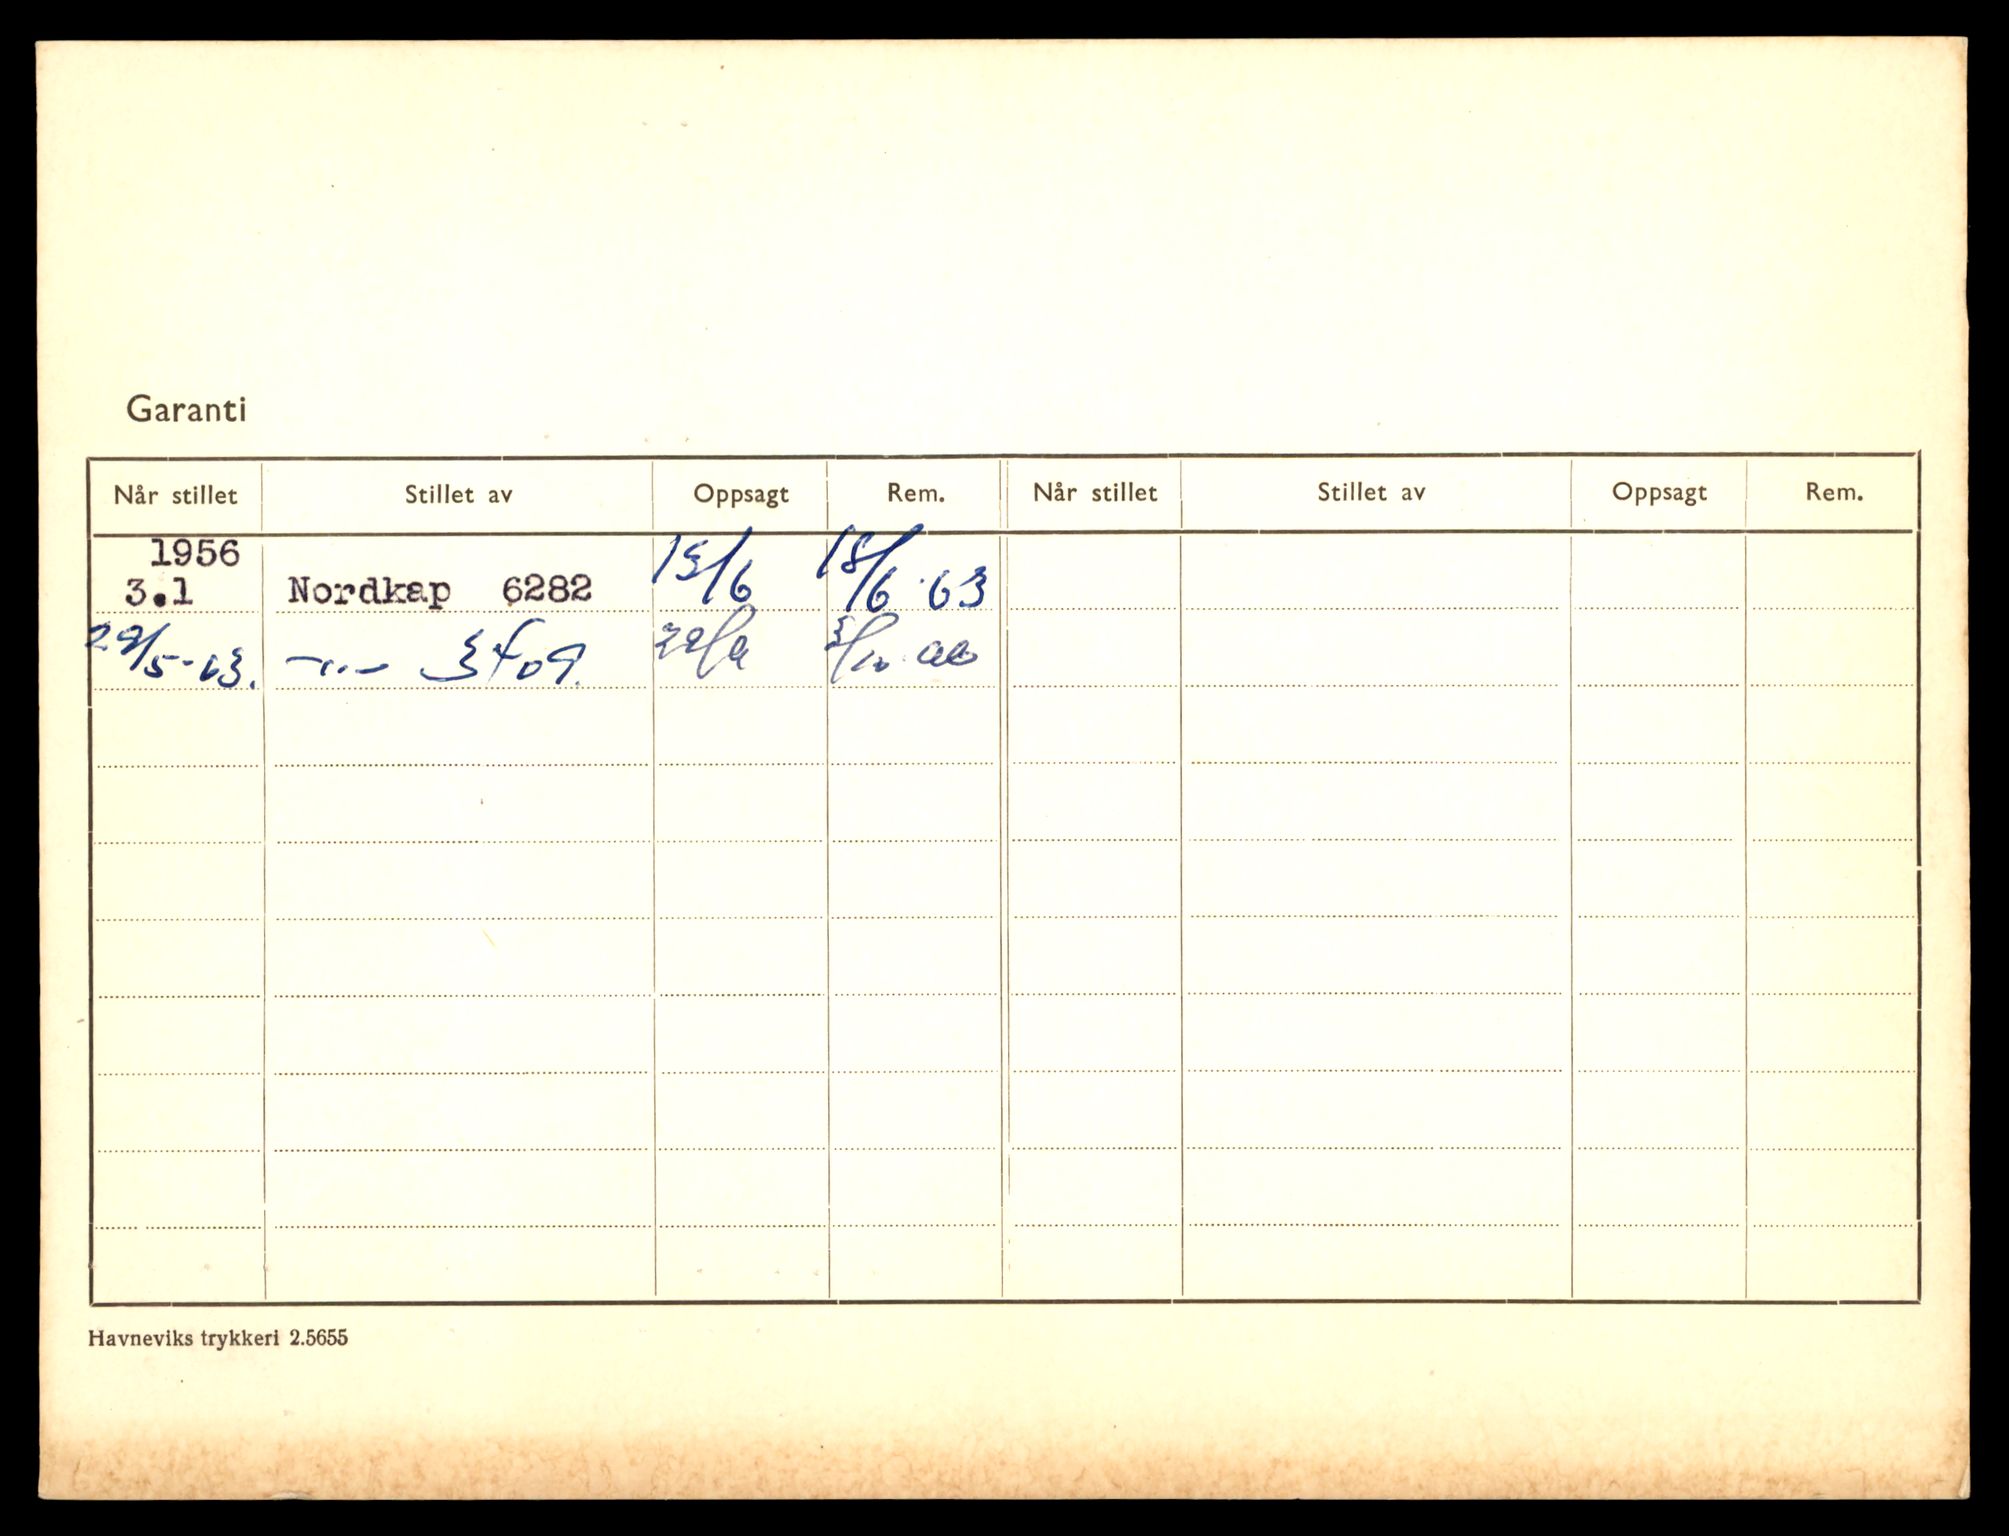 Garanti
Når stillet Stillet av Oppsagt Rem. Når stillet Stillet av Oppsagt Rem.
1956
3.1 Nordkap 6282 15/6 18/6 63
29/5-63. —"—
Havneviks trykkeri 2.5655